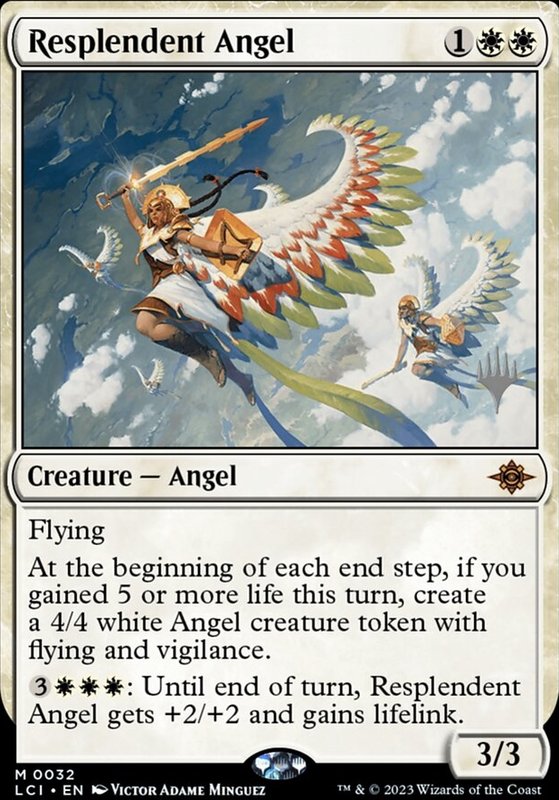 Resplendent Angel 1
Creature — Angel
Flying
At the beginning of each end step, if you
gained 5 or more life this turn, create
a 4/4 white Angel creature token with
flying and vigilance.
3: Until end of turn, Resplendent
Angel gets +2/+2 and gains lifelink.
3/3
M 0032
LCI • EN Victor Adame Minguez
™ & © 2023 Wizards of the Coast